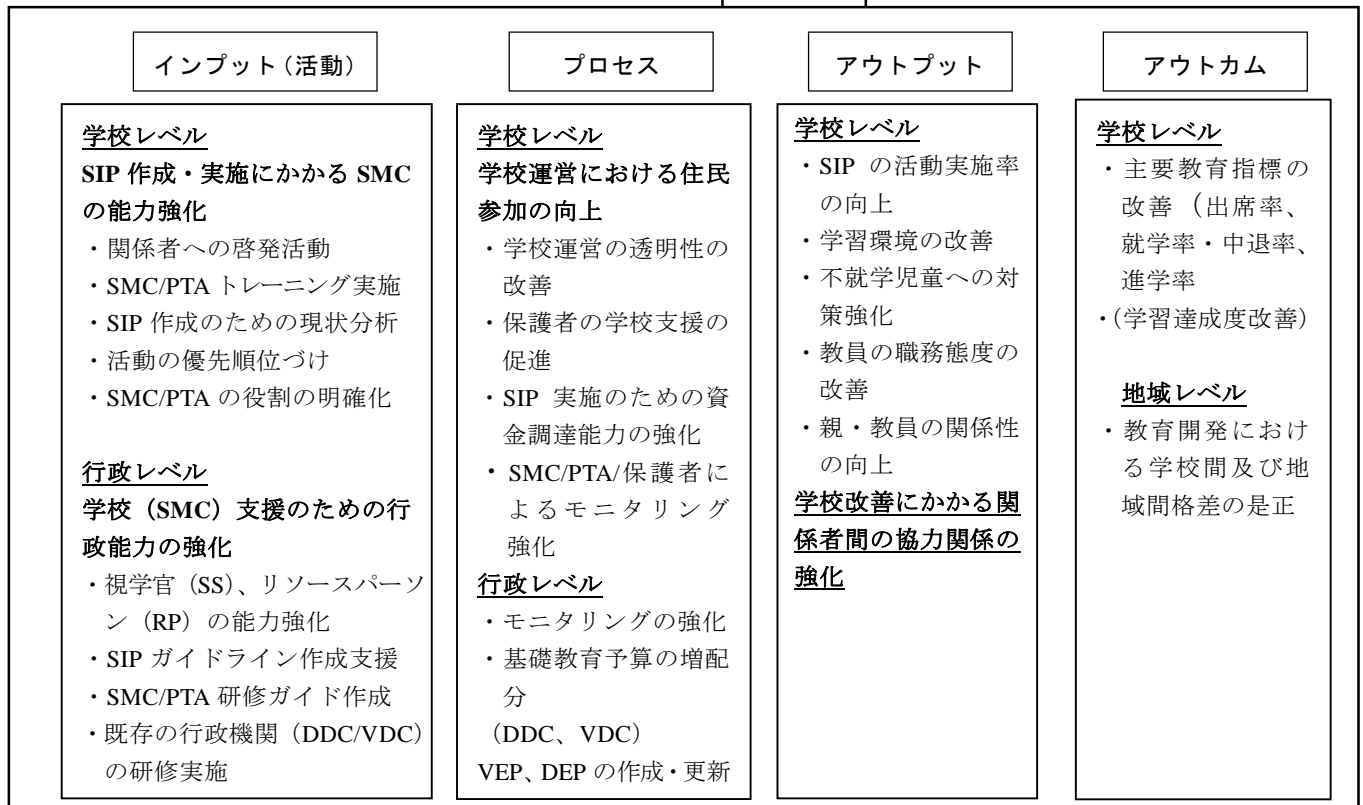 インプット（活動）
学校レベル
SIP 作成・実施にかかる SMC
の能力強化
・関係者への啓発活動
・SMC/PTA トレーニング実施
・SIP 作成のための現状分析
・活動の優先順位づけ
・SMC/PTA の役割の明確化
行政レベル
学校（SMC）支援のための行
政能力の強化
・視学官（SS）、リソースパーソ
ン（RP）の能力強化
・SIP ガイドライン作成支援
・SMC/PTA 研修ガイド作成
・既存の行政機関（DDC/VDC）
の研修実施
プロセス
学校レベル
学校運営における住民
参加の向上
・学校運営の透明性の
改善
・保護者の学校支援の
促進
・SIP 実施のための資
金調達能力の強化
・SMC/PTA/保護者に
よるモニタリング
強化
行政レベル
・モニタリングの強化
・基礎教育予算の増配
分
（DDC、VDC）
VEP、DEP の作成・更新
アウトプット
学校レベル
・SIP の活動実施率
の向上
・学習環境の改善
・不就学児童への対
策強化
・教員の職務態度の
改善
・親・教員の関係性
の向上
学校改善にかかる関
係者間の協力関係の
強化
アウトカム
学校レベル
・主要教育指標の
改善（出席率、
就学率・中退率、
進学率
・(学習達成度改善）
地域レベル
・教育開発におけ
る学校間及び地
域間格差の是正